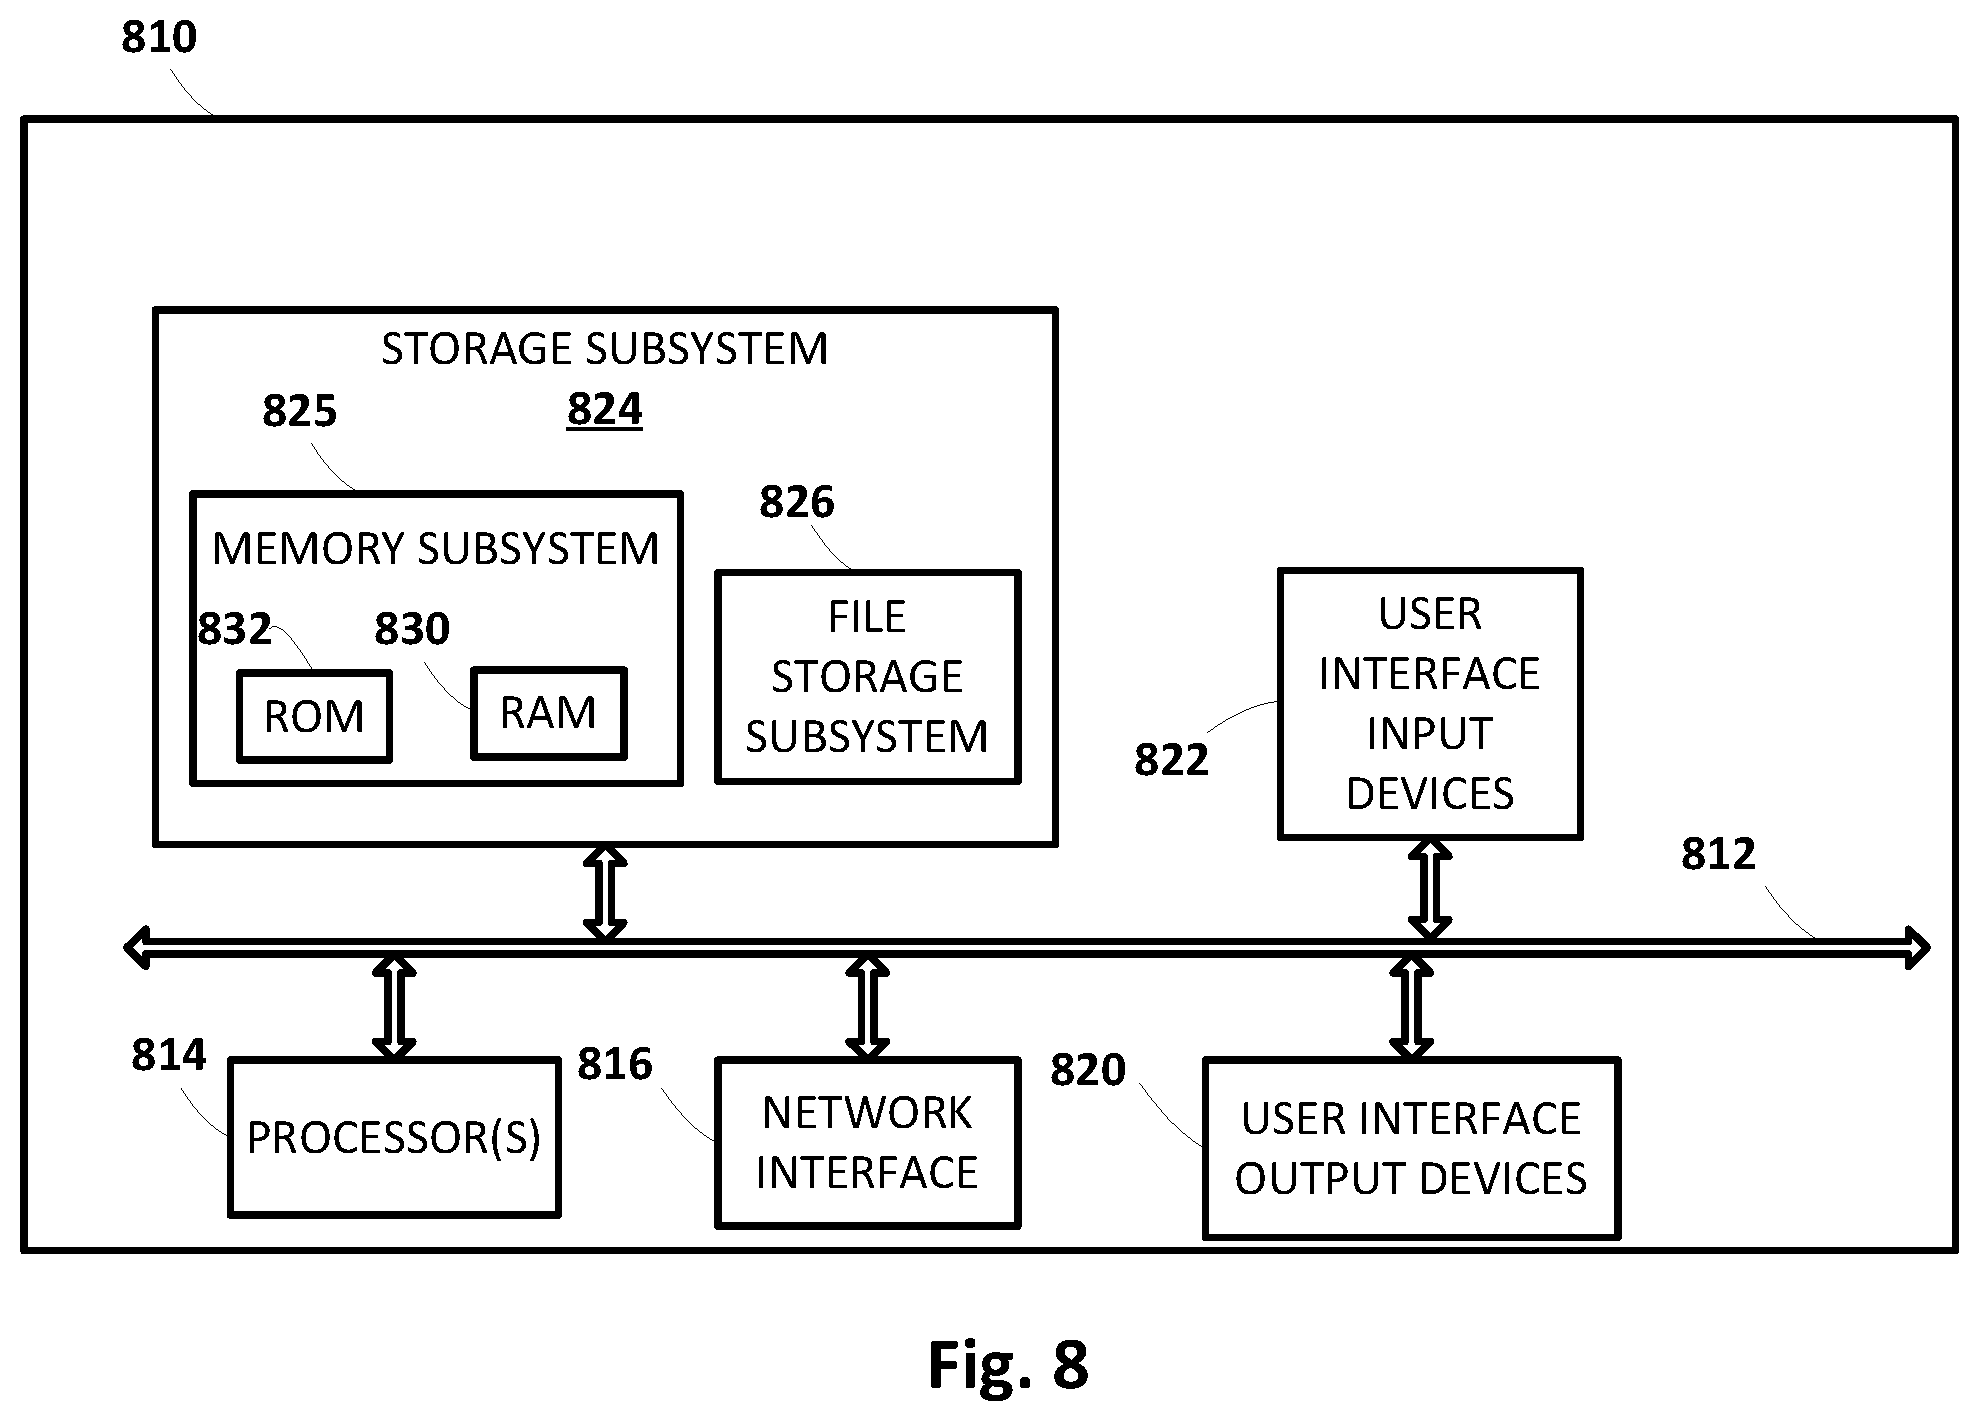 810
STORAGE SUBSYSTEM
824
825
MEMORY SUBSYSTEM
832
ROM
830
RAM
826
FILE
STORAGE
SUBSYSTEM
USER
INTERFACE
INPUT
DEVICES
822
812
814
PROCESSOR(S)
816
NETWORK
INTERFACE
820
USER INTERFACE
OUTPUT DEVICES
Fig. 8